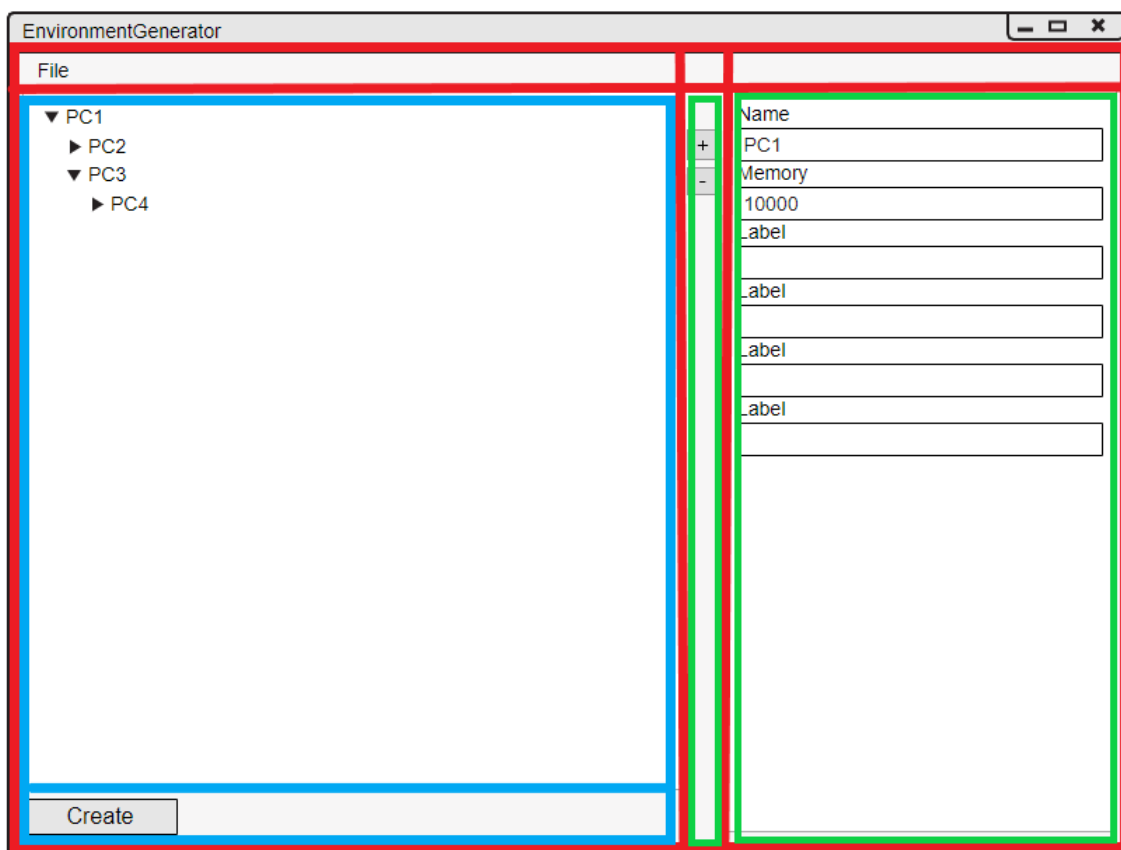 EnvironmentGenerator
File
PC1
PC2
PC3
PC4
+
-
Name
PC1
Memory
10000
Label
Label
Label
Label
Create